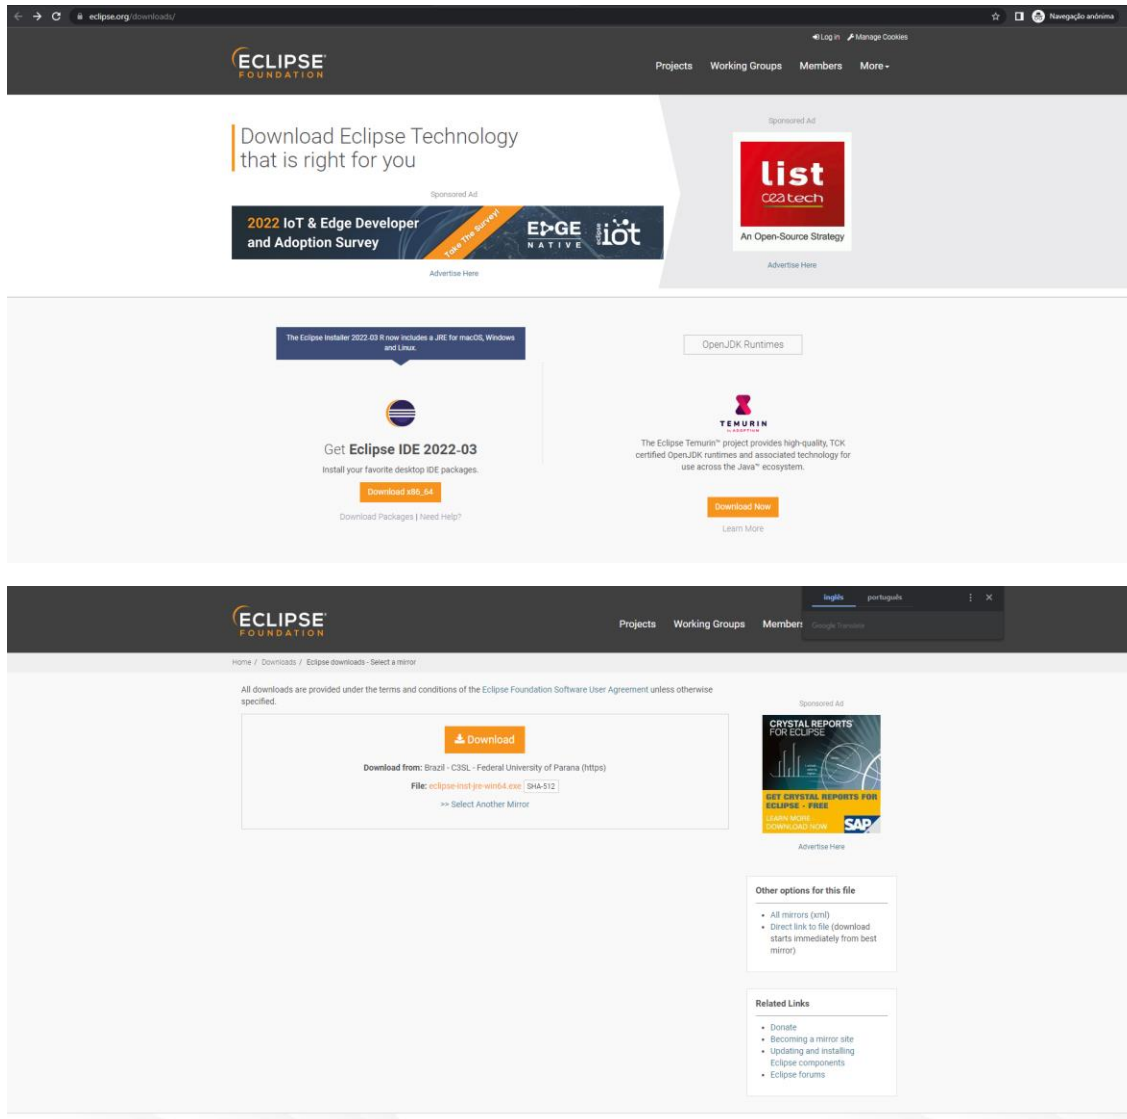 eclipse.org/downloads/
Navegação anónima
Log in Manage Cookies
ECLIPSE
FOUNDATION
Projects Working Groups Members More
Download Eclipse Technology
that is right for you
Sponsored Ad
2022 IoT & Edge Developer
and Adoption Survey
Take The Survey!
EDGE
NATIVE
eclipse
iot
Advertise Here
Sponsored Ad
list
ceatech
An Open-Source Strategy
Advertise Here
The Eclipse Installer 2022-03 R now includes a JRE for macOS, Windows
and Linux.
Get Eclipse IDE 2022-03
Install your favorite desktop IDE packages.
Download x86_64
Download Packages | Need Help?
OpenJDK Runtimes
TEMURIN
by ADOPTIUM
The Eclipse Temurin™ project provides high-quality, TCK
certified OpenJDK runtimes and associated technology for
use across the Java™ ecosystem.
Download Now
Learn More
ECLIPSE
FOUNDATION
Projects Working Groups Members
inglês português
Google Translate
Home / Downloads / Eclipse downloads - Select a mirror
All downloads are provided under the terms and conditions of the Eclipse Foundation Software User Agreement unless otherwise
specified.
Download
Download from: Brazil - C3SL - Federal University of Parana (https)
File: eclipse-inst-jre-win64.exe SHA-512
>> Select Another Mirror
Sponsored Ad
CRYSTAL REPORTS
FOR ECLIPSE
GET CRYSTAL REPORTS FOR
ECLIPSE - FREE
LEARN MORE
DOWNLOAD NOW
SAP
Advertise Here
Other options for this file
All mirrors (xml)
Direct link to file (download
starts immediately from best
mirror)
Related Links
Donate
Becoming a mirror site
Updating and installing
Eclipse components
Eclipse forums